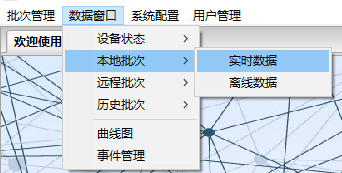 批次管理 数据窗口 系统配置 用户管理
欢迎使用
设备状态
本地批次
实时数据
远程批次
离线数据
历史批次
曲线图
事件管理